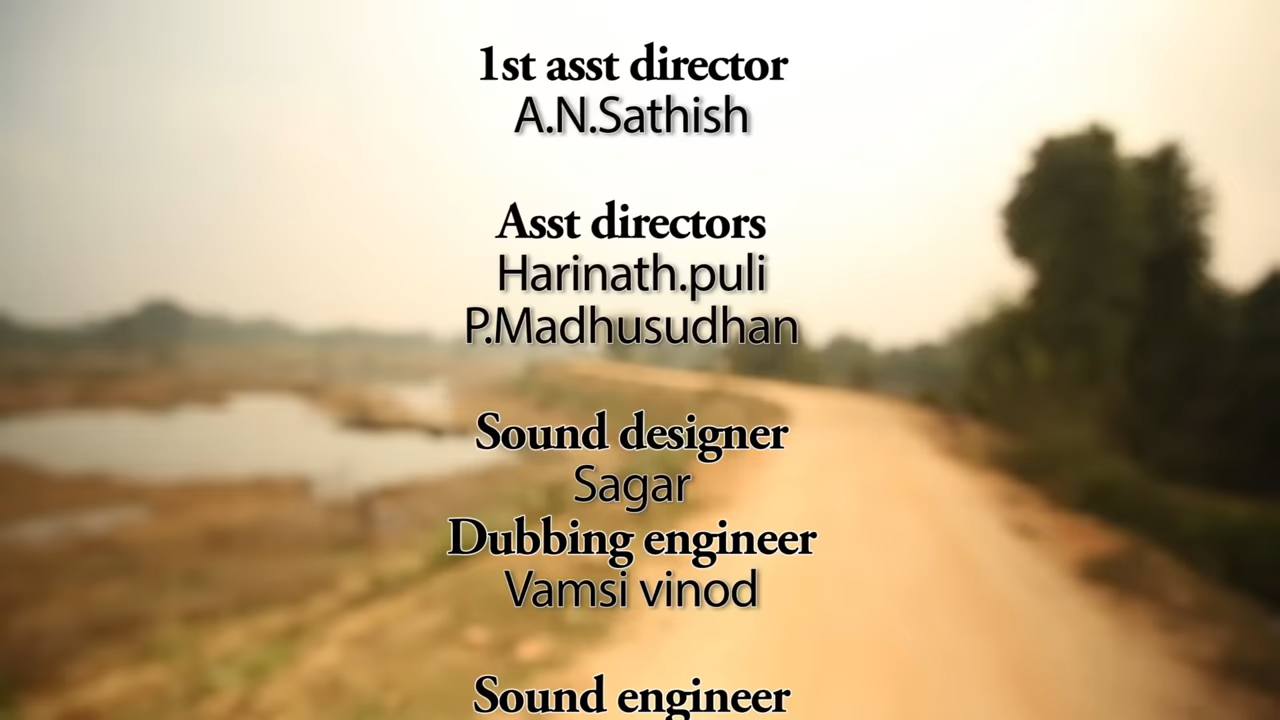 1st asst director
A.N.Sathish
Asst directors
Harinath.puli
P.Madhusudhan
Sound designer
Sagar
Dubbing engineer
Vamsi vinod
Sound engineer